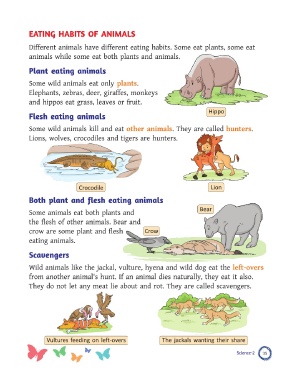 EATING HABITS OF ANIMALS
Different animals have different eating habits. Some eat plants, some eat
animals while some eat both plants and animals.
Plant eating animals
Some wild animals eat only plants.
Elephants, zebras, deer, giraffes, monkeys
and hippos eat grass, leaves or fruit.
Hippo
Flesh eating animals
Some wild animals kill and eat other animals. They are called hunters.
Lions, wolves, crocodiles and tigers are hunters.
Crocodile
Lion
Both plant and flesh eating animals
Some animals eat both plants and
the flesh of other animals. Bear and
crow are some plant and flesh
eating animals.
Bear
Crow
Scavengers
Wild animals like the jackal, vulture, hyena and wild dog eat the left-overs
from another animal's hunt. If an animal dies naturally, they eat it also.
They do not let any meat lie about and rot. They are called scavengers.
Vultures feeding on left-overs
The jackals wanting their share
Science-2